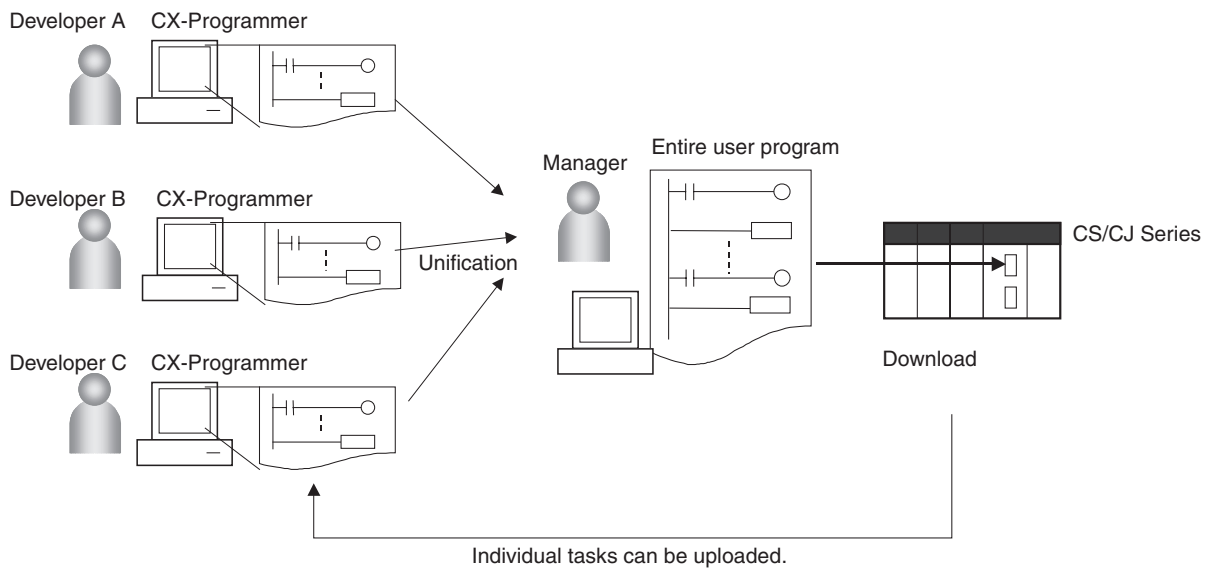 Developer A
CX-Programmer
Developer B
CX-Programmer
Developer C
CX-Programmer
Unification
Manager
Entire user program
CS/CJ Series
Download
Individual tasks can be uploaded.